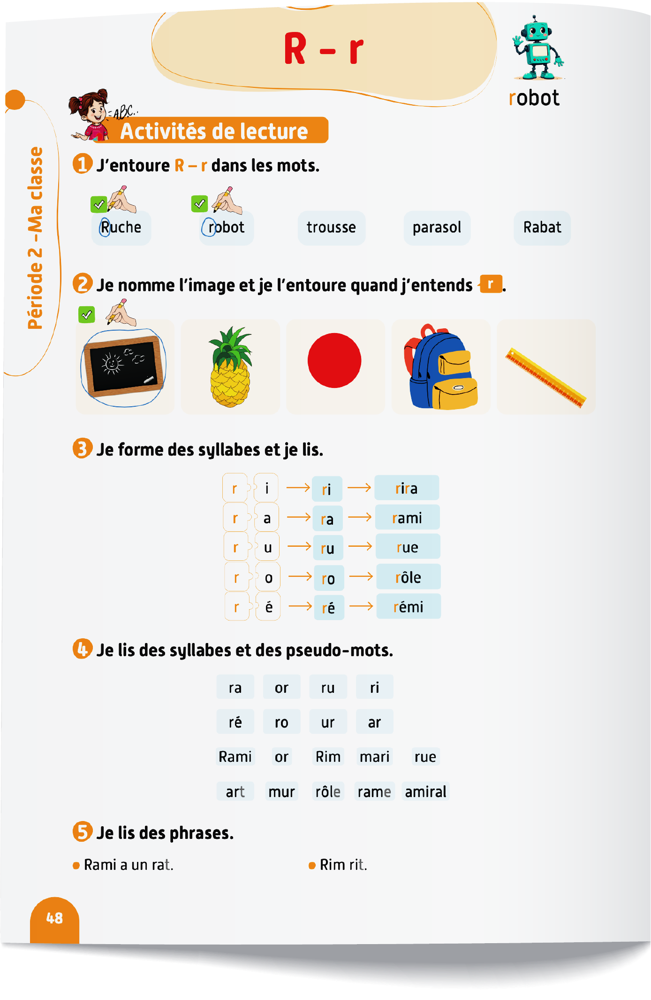 R – r
robot
A.B.C..
Activités de lecture
Période 2 -Ma classe
1 J'entoure R – r dans les mots.
Ruche robot trousse parasol Rabat
2 Je nomme l'image et je l'entoure quand j'entends r.
3 Je forme des syllabes et je lis.
r i → ri → rira
r a → ra → rami
r u → ru → rue
r o → ro → rôle
r é → ré → rémi
4 Je lis des syllabes et des pseudo-mots.
ra or ru ri
ré ro ur ar
Rami or Rim mari rue
art mur rôle rame amiral
5 Je lis des phrases.
• Rami a un rat. • Rim rit.
48